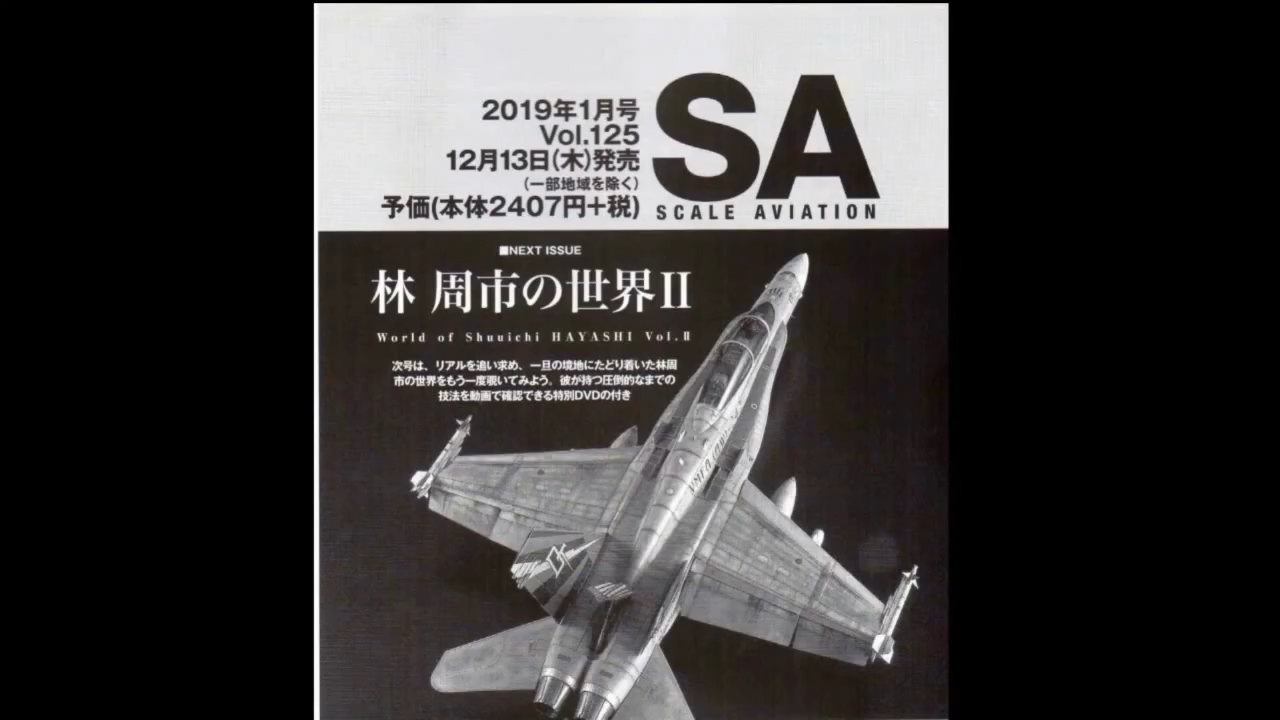 2019年1月号
Vol.125
12月13日(木)発売
(一部地域を除く)
予価(本体2407円+税)
SA
SCALE AVIATION
■NEXT ISSUE
林 周市の世界II
World of Shuuichi HAYASHI Vol.II
次号は、リアルを追い求め、一旦の境地にたどり着いた林周
市の世界をもう一度覗いてみよう。彼が持つ圧倒的なまでの
技法を動画で確認できる特別DVDの付き